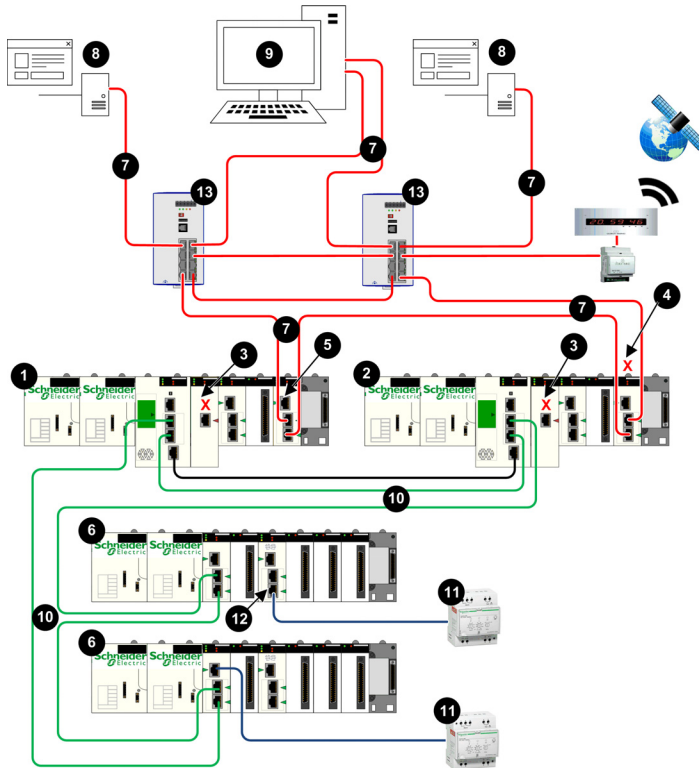 8
9
8
7
7
7
13
13
20 59 46
7
4
7
3
5
3
1
2
X
X
X
Schneider
Electric
Schneider
Electric
Schneider
Electric
Schneider
Electric
10
6
Schneider
Electric
Schneider
Electric
10
12
11
6
Schneider
Electric
Schneider
Electric
11